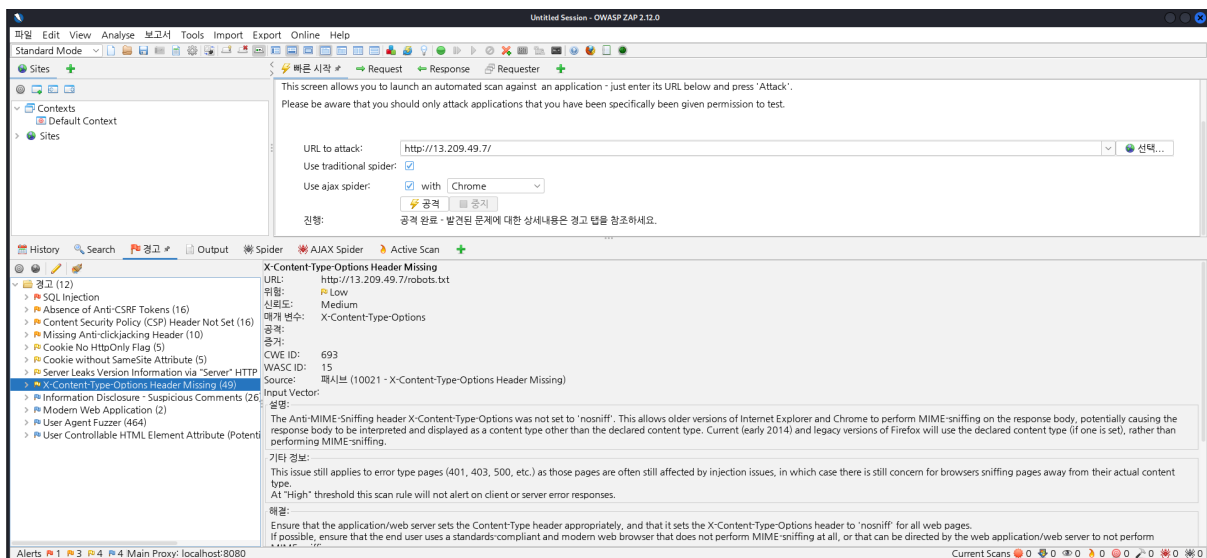 Untitled Session - OWASP ZAP 2.12.0
파일 Edit View Analyse 보고서 Tools Import Export Online Help
Standard Mode
Sites
빠른 시작 Request Response Requester
Contexts
Default Context
Sites
This screen allows you to launch an automated scan against an application - just enter its URL below and press 'Attack'.
Please be aware that you should only attack applications that you have been specifically been given permission to test.
URL to attack: http://13.209.49.7/ 선택...
Use traditional spider:
Use ajax spider: with Chrome
공격 중지
진행: 공격 완료 - 발견된 문제에 대한 상세내용은 경고 탭을 참조하세요.
History Search 경고 Output Spider AJAX Spider Active Scan
경고 (12)
SQL Injection
Absence of Anti-CSRF Tokens (16)
Content Security Policy (CSP) Header Not Set (16)
Missing Anti-clickjacking Header (10)
Cookie No HttpOnly Flag (5)
Cookie without SameSite Attribute (5)
Server Leaks Version Information via "Server" HTTP
X-Content-Type-Options Header Missing (49)
Information Disclosure - Suspicious Comments (26
Modern Web Application (2)
User Agent Fuzzer (464)
User Controllable HTML Element Attribute (Potenti
X-Content-Type-Options Header Missing
URL: http://13.209.49.7/robots.txt
위험: Low
신뢰도: Medium
매개 변수: X-Content-Type-Options
공격:
증거:
CWE ID: 693
WASC ID: 15
Source: 패시브 (10021 - X-Content-Type-Options Header Missing)
Input Vector:
설명:
The Anti-MIME-Sniffing header X-Content-Type-Options was not set to 'nosniff'. This allows older versions of Internet Explorer and Chrome to perform MIME-sniffing on the response body, potentially causing the
response body to be interpreted and displayed as a content type other than the declared content type. Current (early 2014) and legacy versions of Firefox will use the declared content type (if one is set), rather than
performing MIME-sniffing.
기타 정보:
This issue still applies to error type pages (401, 403, 500, etc.) as those pages are often still affected by injection issues, in which case there is still concern for browsers sniffing pages away from their actual content
type.
At "High" threshold this scan rule will not alert on client or server error responses.
해결:
Ensure that the application/web server sets the Content-Type header appropriately, and that it sets the X-Content-Type-Options header to 'nosniff' for all web pages.
If possible, ensure that the end user uses a standards-compliant and modern web browser that does not perform MIME-sniffing at all, or that can be directed by the web application/web server to not perform
Alerts 1 3 4 4 Main Proxy: localhost:8080
Current Scans 0 0 0 0 0 0 0 0